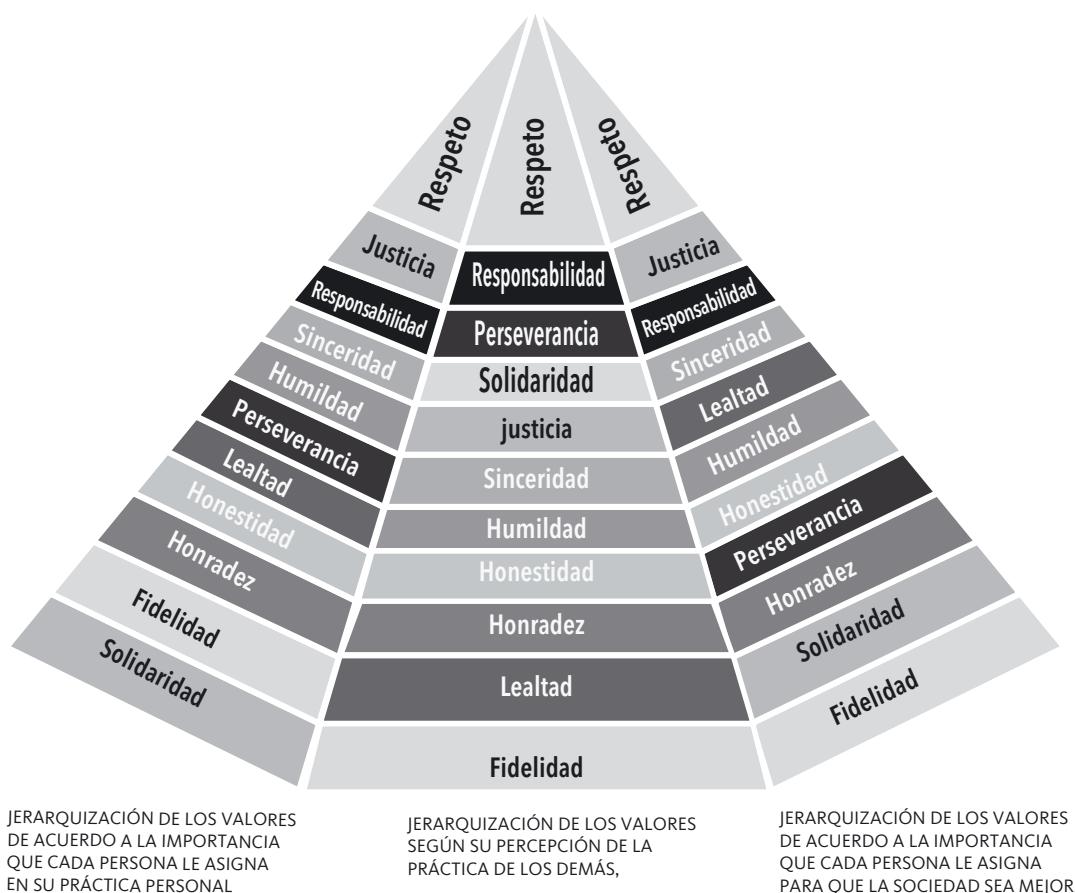 Respeto
Justicia
Responsabilidad
Sinceridad
Humildad
Perseverancia
Lealtad
Honestidad
Honradez
Fidelidad
Solidaridad
JERARQUIZACIÓN DE LOS VALORES
DE ACUERDO A LA IMPORTANCIA
QUE CADA PERSONA LE ASIGNA
EN SU PRÁCTICA PERSONAL
Respeto
Responsabilidad
Perseverancia
Solidaridad
justicia
Sinceridad
Humildad
Honestidad
Honradez
Lealtad
Fidelidad
JERARQUIZACIÓN DE LOS VALORES
SEGÚN SU PERCEPCIÓN DE LA
PRÁCTICA DE LOS DEMÁS,
Respeto
Justicia
Responsabilidad
Sinceridad
Lealtad
Humildad
Honestidad
Perseverancia
Honradez
Solidaridad
Fidelidad
JERARQUIZACIÓN DE LOS VALORES
DE ACUERDO A LA IMPORTANCIA
QUE CADA PERSONA LE ASIGNA
PARA QUE LA SOCIEDAD SEA MEJOR